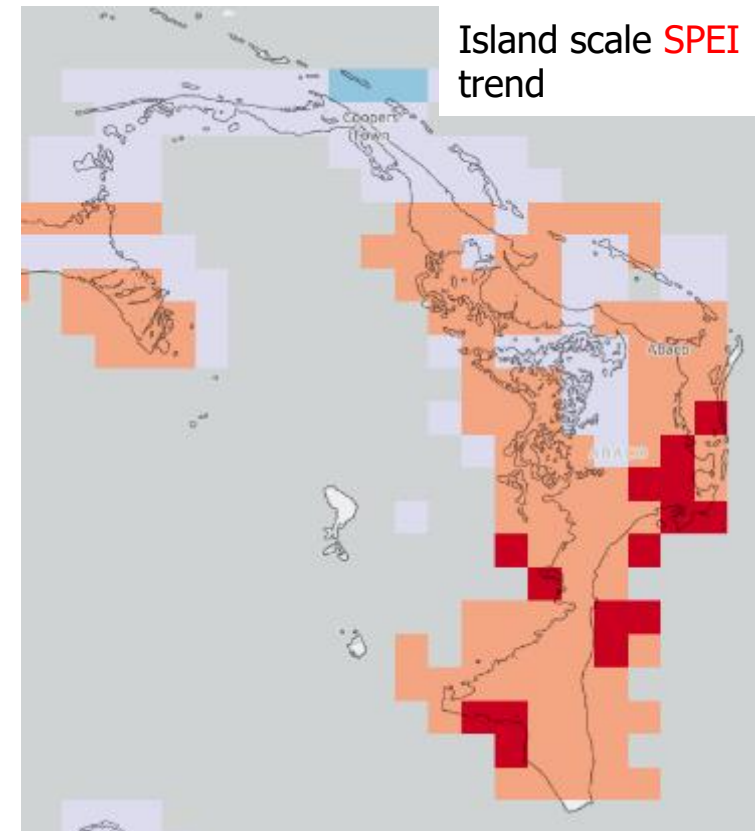 Island scale SPEI
trend
Coopers
Town
Abaco
ABACO